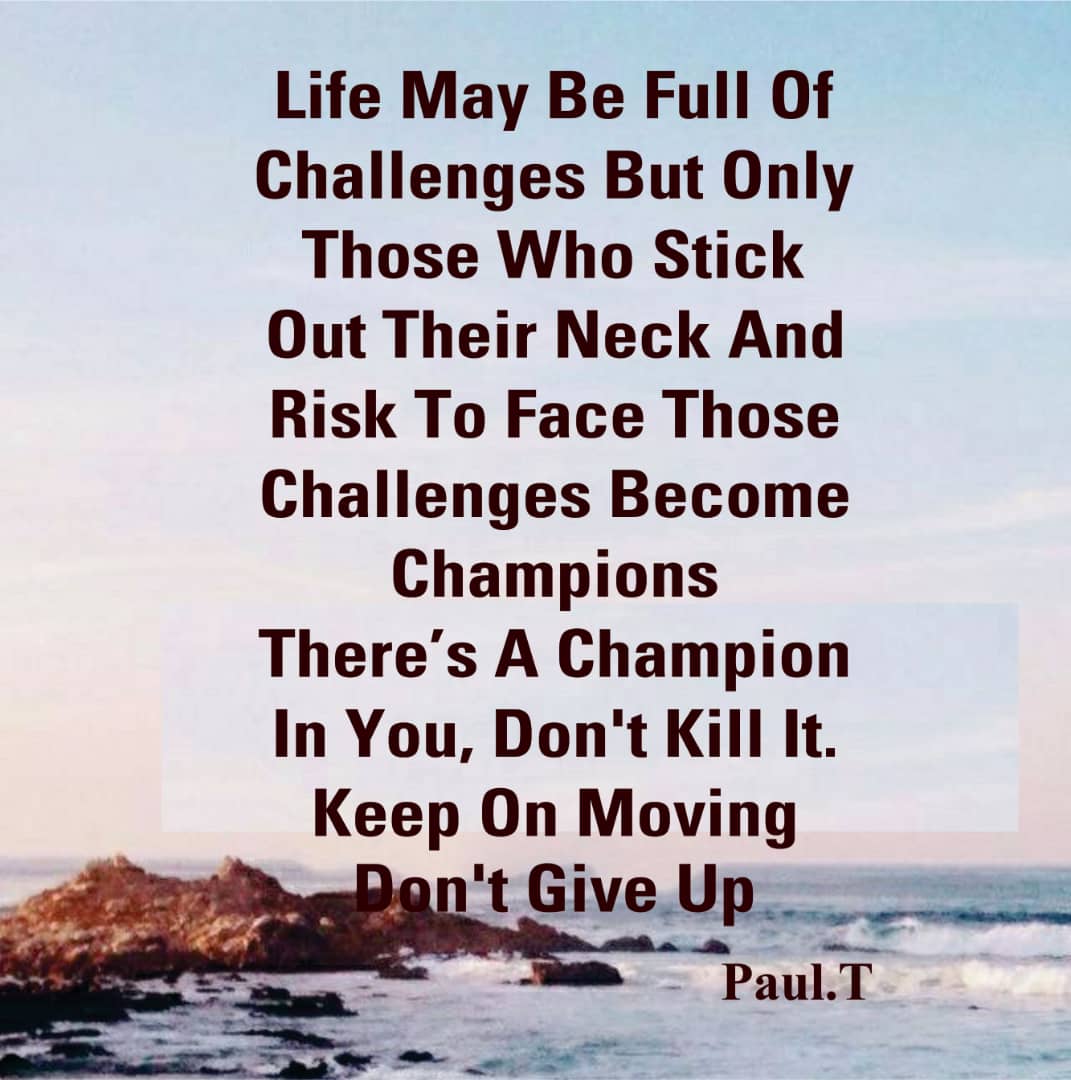 Life May Be Full Of
Challenges But Only
Those Who Stick
Out Their Neck And
Risk To Face Those
Challenges Become
Champions
There’s A Champion
In You, Don't Kill It.
Keep On Moving
Don't Give Up
Paul.T